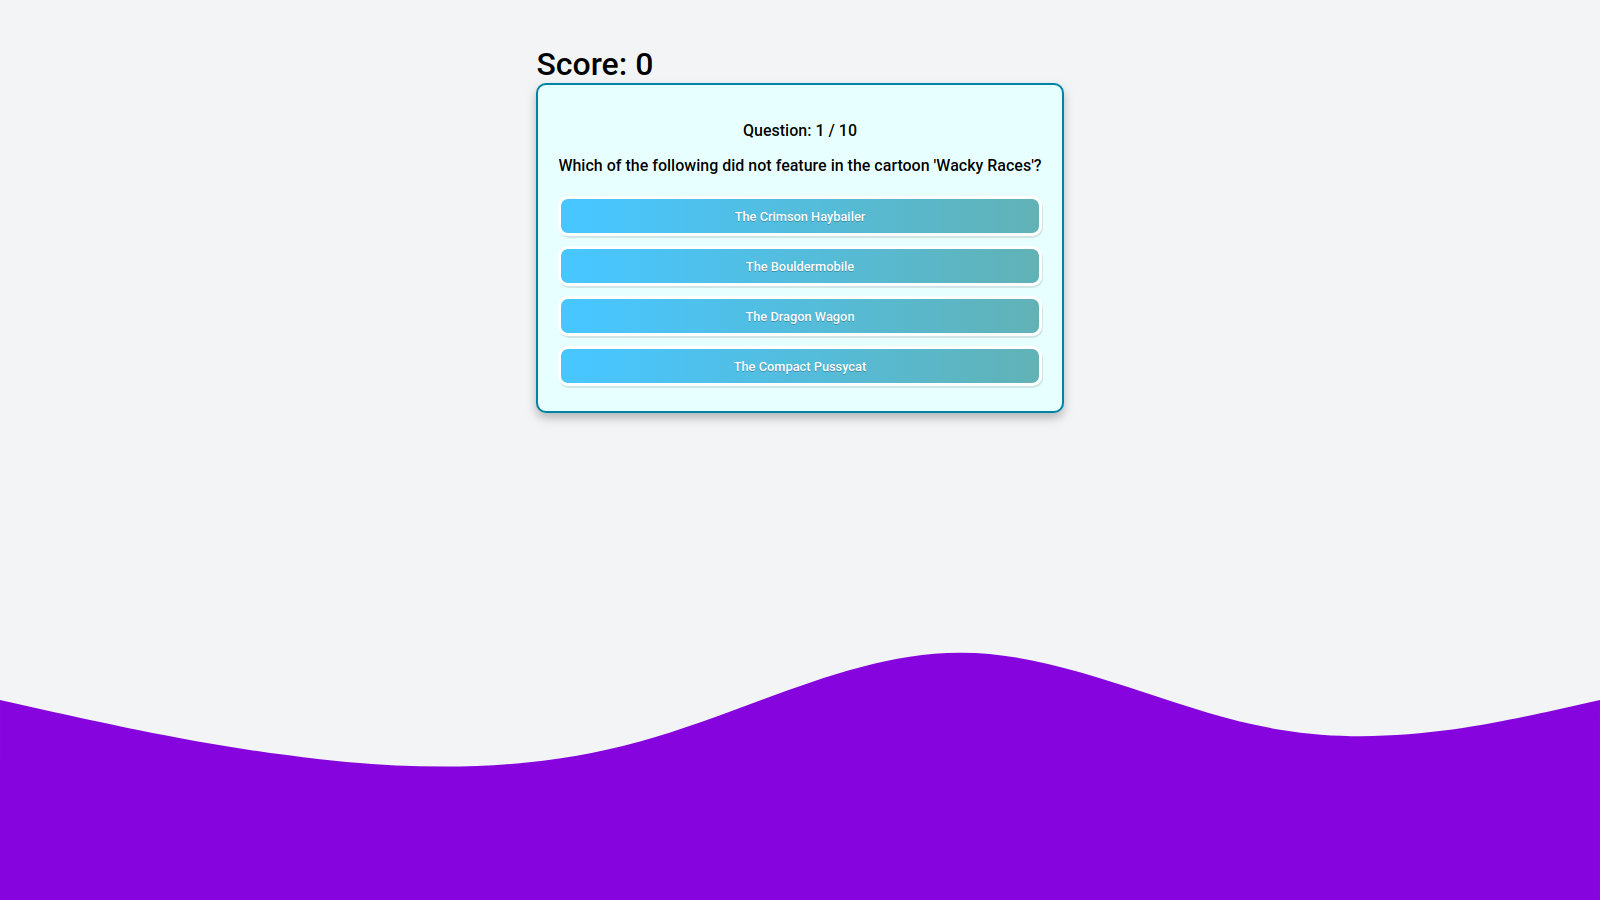 Score: 0
Question: 1 / 10
Which of the following did not feature in the cartoon 'Wacky Races'?
The Crimson Haybailer
The Bouldermobile
The Dragon Wagon
The Compact Pussycat